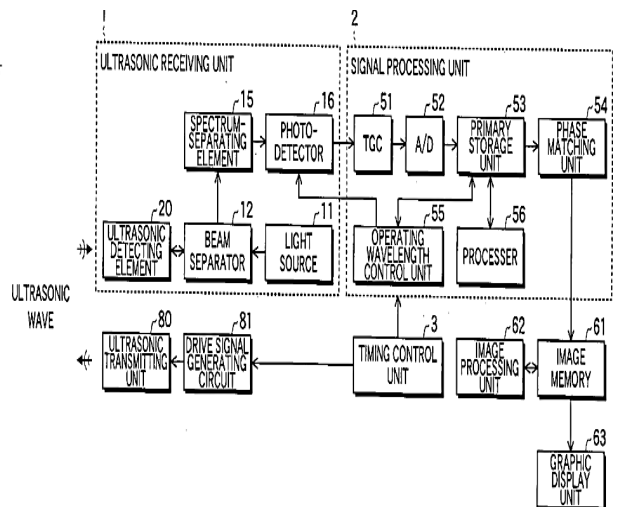 1
2
ULTRASONIC RECEIVING UNIT
SIGNAL PROCESSING UNIT
15
16
51
52
53
54
SPECTRUM-
SEPARATING
ELEMENT
PHOTO-
DETECTOR
TGC
A/D
PRIMARY
STORAGE
UNIT
PHASE
MATCHING
UNIT
20
12
11
55
56
ULTRASONIC
DETECTING
ELEMENT
BEAM
SEPARATOR
LIGHT
SOURCE
OPERATING
WAVELENGTH
CONTROL UNIT
PROCESSER
ULTRASONIC
WAVE
80
81
3
62
61
ULTRASONIC
TRANSMITTING
UNIT
DRIVE SIGNAL
GENERATING
CIRCUIT
TIMING CONTROL
UNIT
IMAGE
PROCESSING
UNIT
IMAGE
MEMORY
63
GRAPHIC
DISPLAY
UNIT